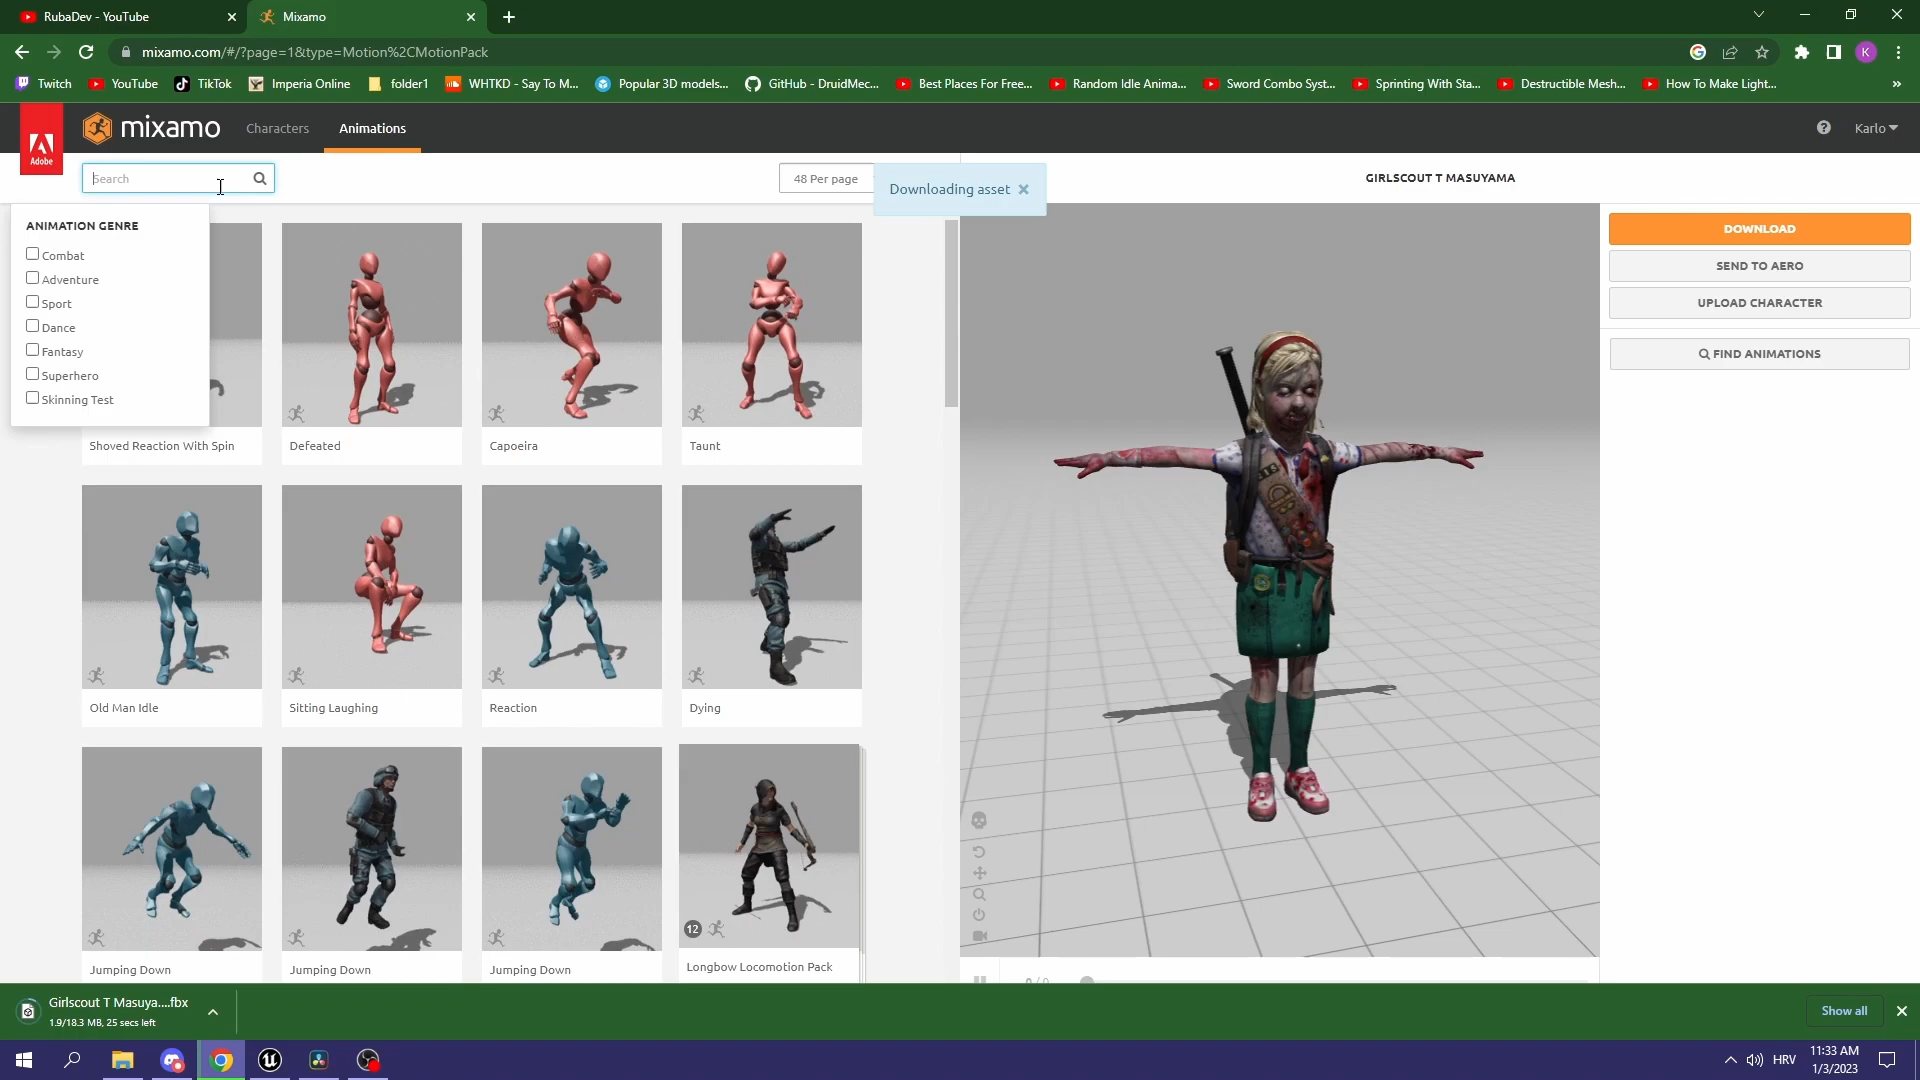 RubaDev - YouTube
Mixamo
mixamo.com/#/?page=1&type=Motion%2CMotionPack
K
Twitch
YouTube
TikTok
Imperia Online
folder1
WHTKD - Say To M...
Popular 3D models...
GitHub - DruidMec...
Best Places For Free...
Random Idle Anima...
Sword Combo Syst...
Sprinting With Sta...
Destructible Mesh...
How To Make Light...
»
Adobe
mixamo
Characters
Animations
Karlo
Search
48 Per page
Downloading asset
GIRLSCOUT T MASUYAMA
ANIMATION GENRE
Combat
Adventure
Sport
Dance
Fantasy
Superhero
Skinning Test
DOWNLOAD
SEND TO AERO
UPLOAD CHARACTER
FIND ANIMATIONS
Shoved Reaction With Spin
Defeated
Capoeira
Taunt
Old Man Idle
Sitting Laughing
Reaction
Dying
12
Jumping Down
Jumping Down
Jumping Down
Longbow Locomotion Pack
0 / 0
Girlscout T Masuya....fbx
1.9/18.3 MB, 25 secs left
Show all
HRV
11:33 AM
1/3/2023